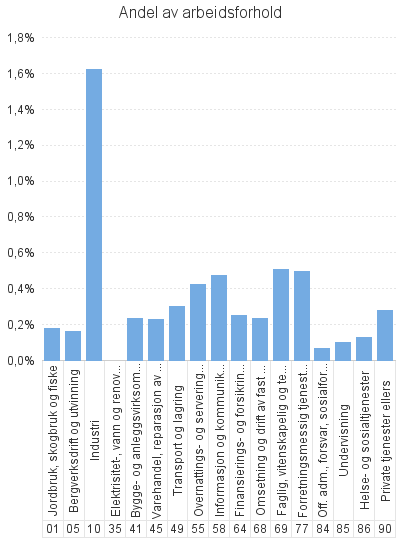 Andel av arbeidsforhold
1,8%
1,6%
1,4%
1,2%
1,0%
0,8%
0,6%
0,4%
0,2%
0,0%
Jordbruk, skogbruk og fiske
Bergverksdrift og utvinning
Industri
Elektrisitet-, vann og renov...
Bygge- og anleggsvirksom...
Varehandel, reparasjon av ...
Transport og lagring
Overnattings- og servering...
Informasjon og kommunik...
Finansierings- og forsikrin...
Omsetning og drift av fast ...
Faglig, vitenskapelig og te...
Forretningsmessig tjenest...
Off. adm., forsvar, sosialfor...
Undervisning
Helse- og sosialtjenester
Private tjenester ellers
01 05 10 35 41 45 49 55 58 64 68 69 77 84 85 86 90